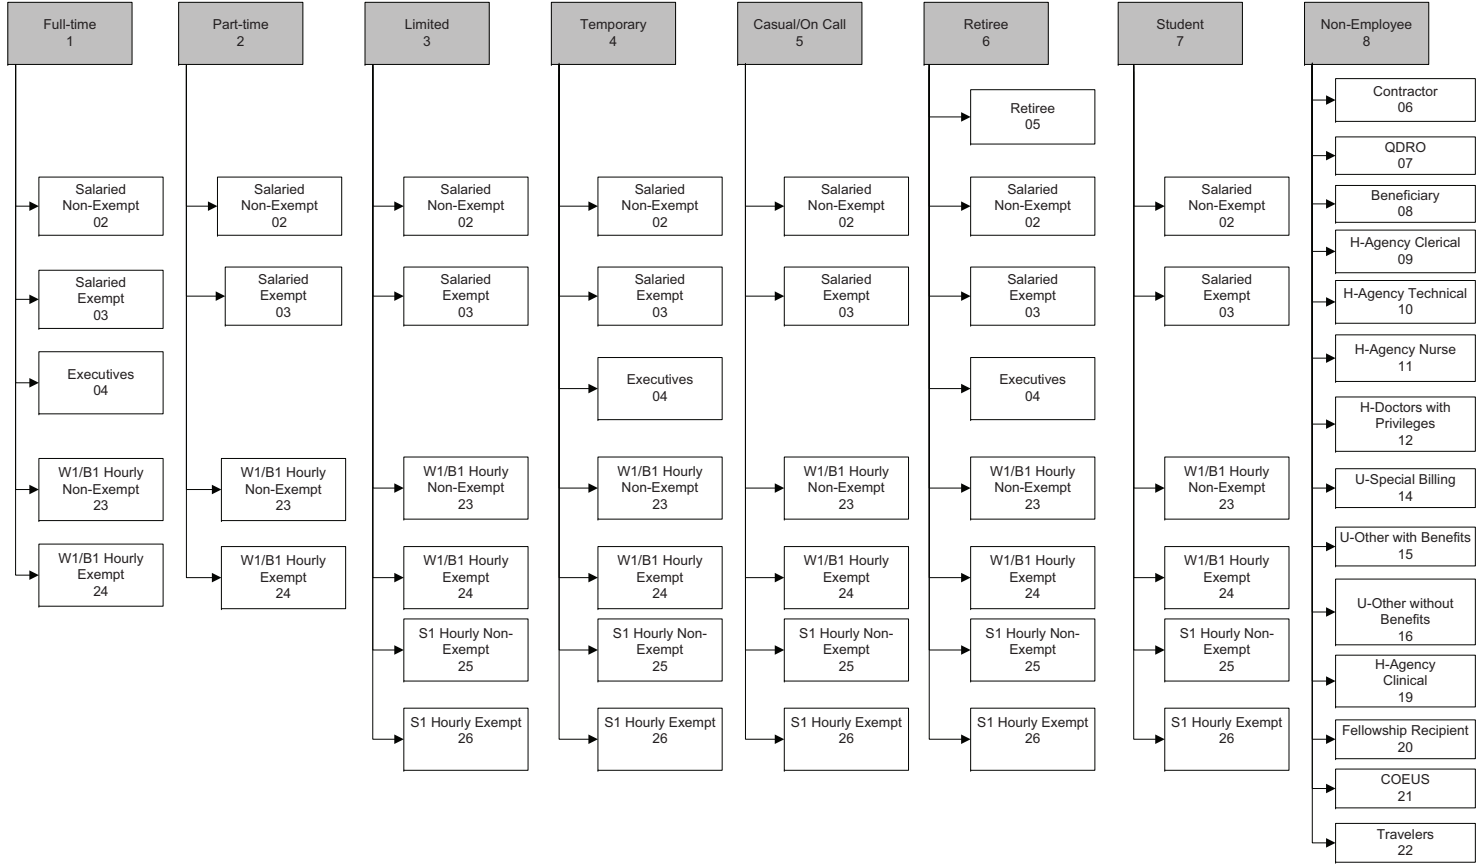 Full-time
1
Salaried
Non-Exempt
02
Salaried
Exempt
03
Executives
04
W1/B1 Hourly
Non-Exempt
23
W1/B1 Hourly
Exempt
24
Part-time
2
Salaried
Non-Exempt
02
Salaried
Exempt
03
W1/B1 Hourly
Non-Exempt
23
W1/B1 Hourly
Exempt
24
Limited
3
Salaried
Non-Exempt
02
Salaried
Exempt
03
W1/B1 Hourly
Non-Exempt
23
W1/B1 Hourly
Exempt
24
S1 Hourly Non-
Exempt
25
S1 Hourly Exempt
26
Temporary
4
Salaried
Non-Exempt
02
Salaried
Exempt
03
Executives
04
W1/B1 Hourly
Non-Exempt
23
W1/B1 Hourly
Exempt
24
S1 Hourly Non-
Exempt
25
S1 Hourly Exempt
26
Casual/On Call
5
Salaried
Non-Exempt
02
Salaried
Exempt
03
W1/B1 Hourly
Non-Exempt
23
W1/B1 Hourly
Exempt
24
S1 Hourly Non-
Exempt
25
S1 Hourly Exempt
26
Retiree
6
Retiree
05
Salaried
Non-Exempt
02
Salaried
Exempt
03
Executives
04
W1/B1 Hourly
Non-Exempt
23
W1/B1 Hourly
Exempt
24
S1 Hourly Non-
Exempt
25
S1 Hourly Exempt
26
Student
7
Salaried
Non-Exempt
02
Salaried
Exempt
03
W1/B1 Hourly
Non-Exempt
23
W1/B1 Hourly
Exempt
24
S1 Hourly Non-
Exempt
25
S1 Hourly Exempt
26
Non-Employee
8
Contractor
06
QDRO
07
Beneficiary
08
H-Agency Clerical
09
H-Agency Technical
10
H-Agency Nurse
11
H-Doctors with
Privileges
12
U-Special Billing
14
U-Other with Benefits
15
U-Other without
Benefits
16
H-Agency
Clinical
19
Fellowship Recipient
20
COEUS
21
Travelers
22